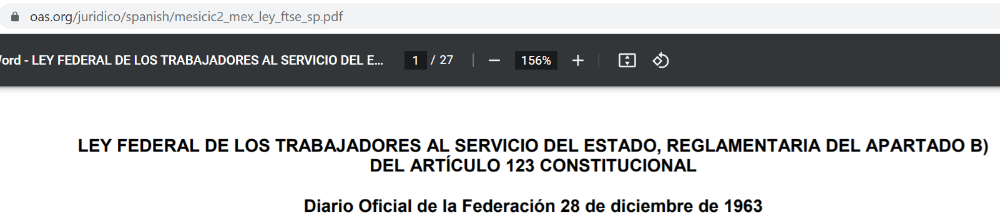 oas.org/juridico/spanish/mesicic2_mex_ley_ftse_sp.pdf
Word - LEY FEDERAL DE LOS TRABAJADORES AL SERVICIO DEL E... 1 / 27 156%
LEY FEDERAL DE LOS TRABAJADORES AL SERVICIO DEL ESTADO, REGLAMENTARIA DEL APARTADO B)
DEL ARTÍCULO 123 CONSTITUCIONAL
Diario Oficial de la Federación 28 de diciembre de 1963